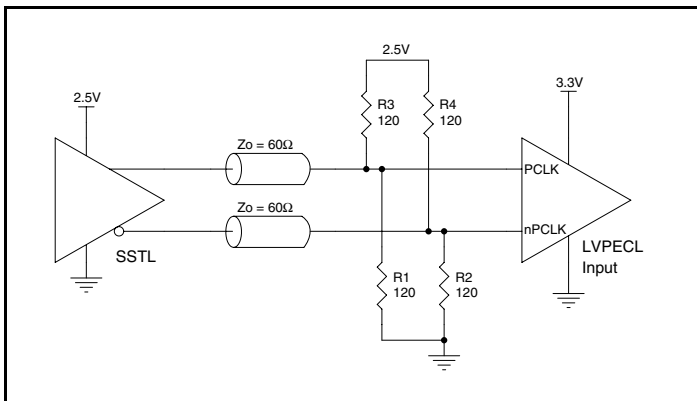 2.5V
2.5V
3.3V
R3
120
R4
120
Zo = 60Ω
PCLK
Zo = 60Ω
nPCLK
SSTL
LVPECL
Input
R1
120
R2
120